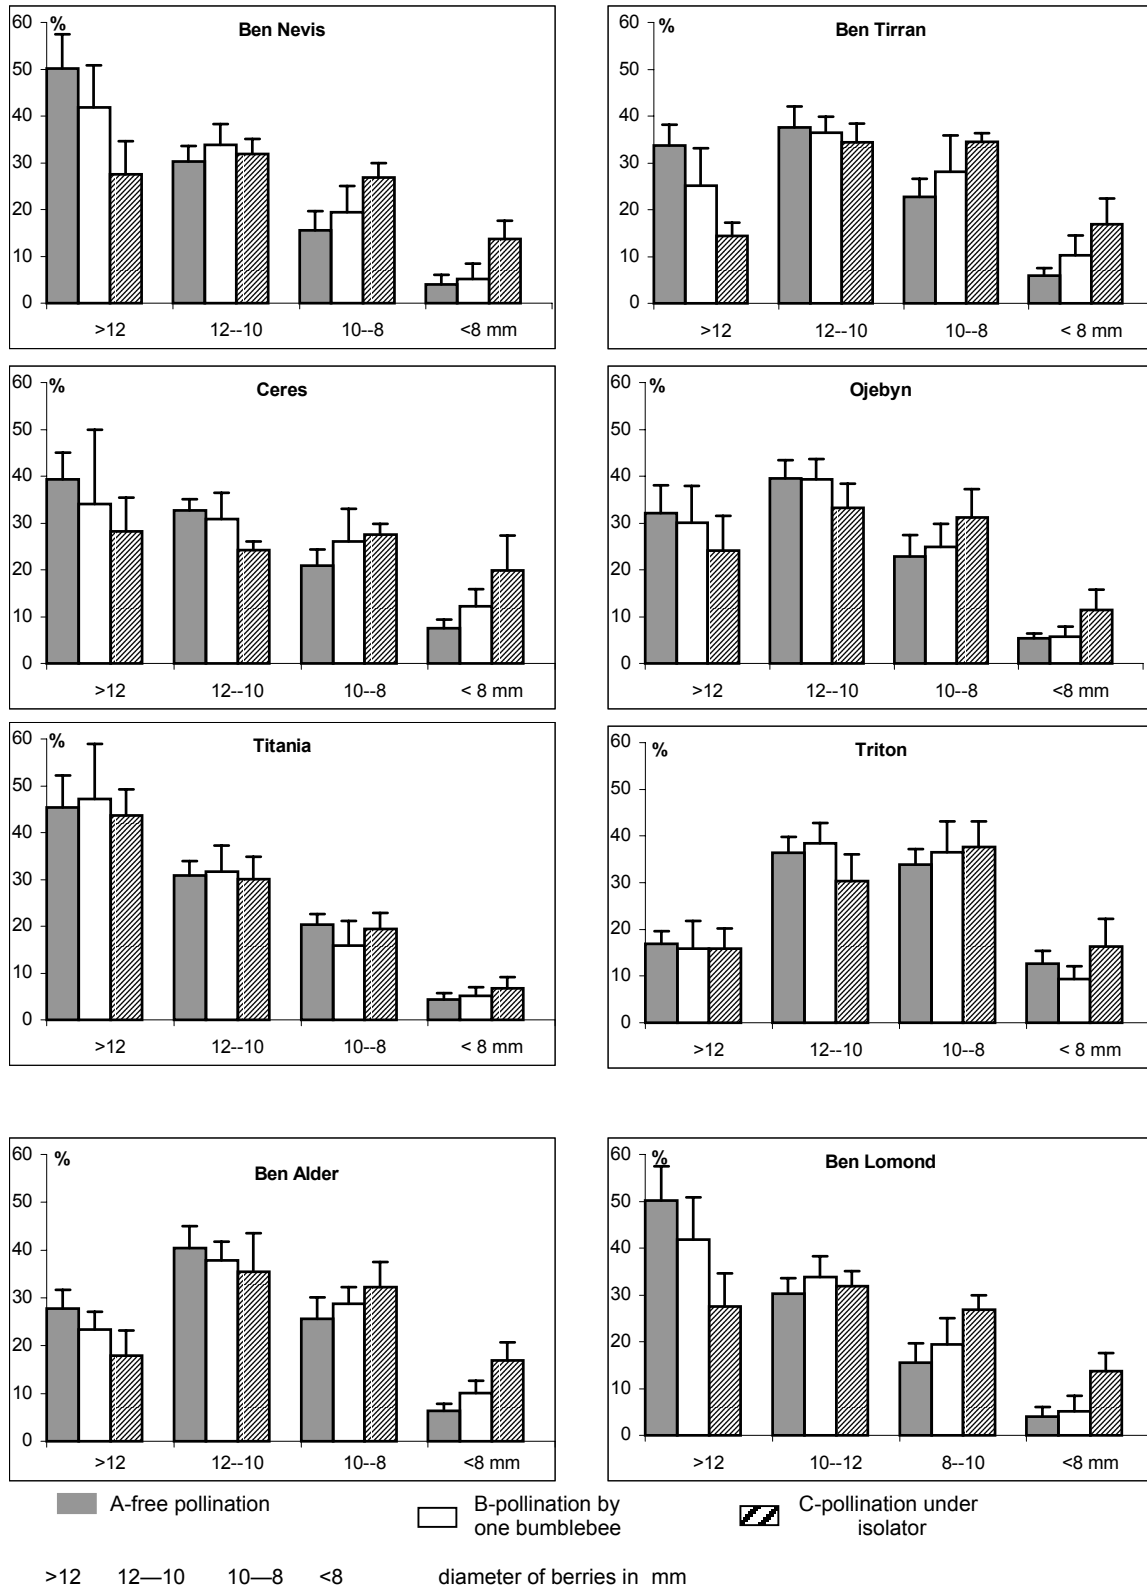 % Ben Nevis
60
50
40
30
20
10
0
>12 12--10 10--8 <8 mm
% Ben Tirran
60
50
40
30
20
10
0
>12 12--10 10--8 < 8 mm
% Ceres
60
50
40
30
20
10
0
>12 12--10 10--8 < 8 mm
% Ojebyn
60
50
40
30
20
10
0
>12 12--10 10--8 <8 mm
% Titania
60
50
40
30
20
10
0
>12 12--10 10--8 < 8 mm
% Triton
60
50
40
30
20
10
0
>12 12--10 10--8 < 8 mm
% Ben Alder
60
50
40
30
20
10
0
>12 12--10 10--8 <8 mm
% Ben Lomond
60
50
40
30
20
10
0
>12 10--12 8--10 <8 mm
A-free pollination
B-pollination by
one bumblebee
C-pollination under
isolator
>12 12—10 10—8 <8 diameter of berries in mm